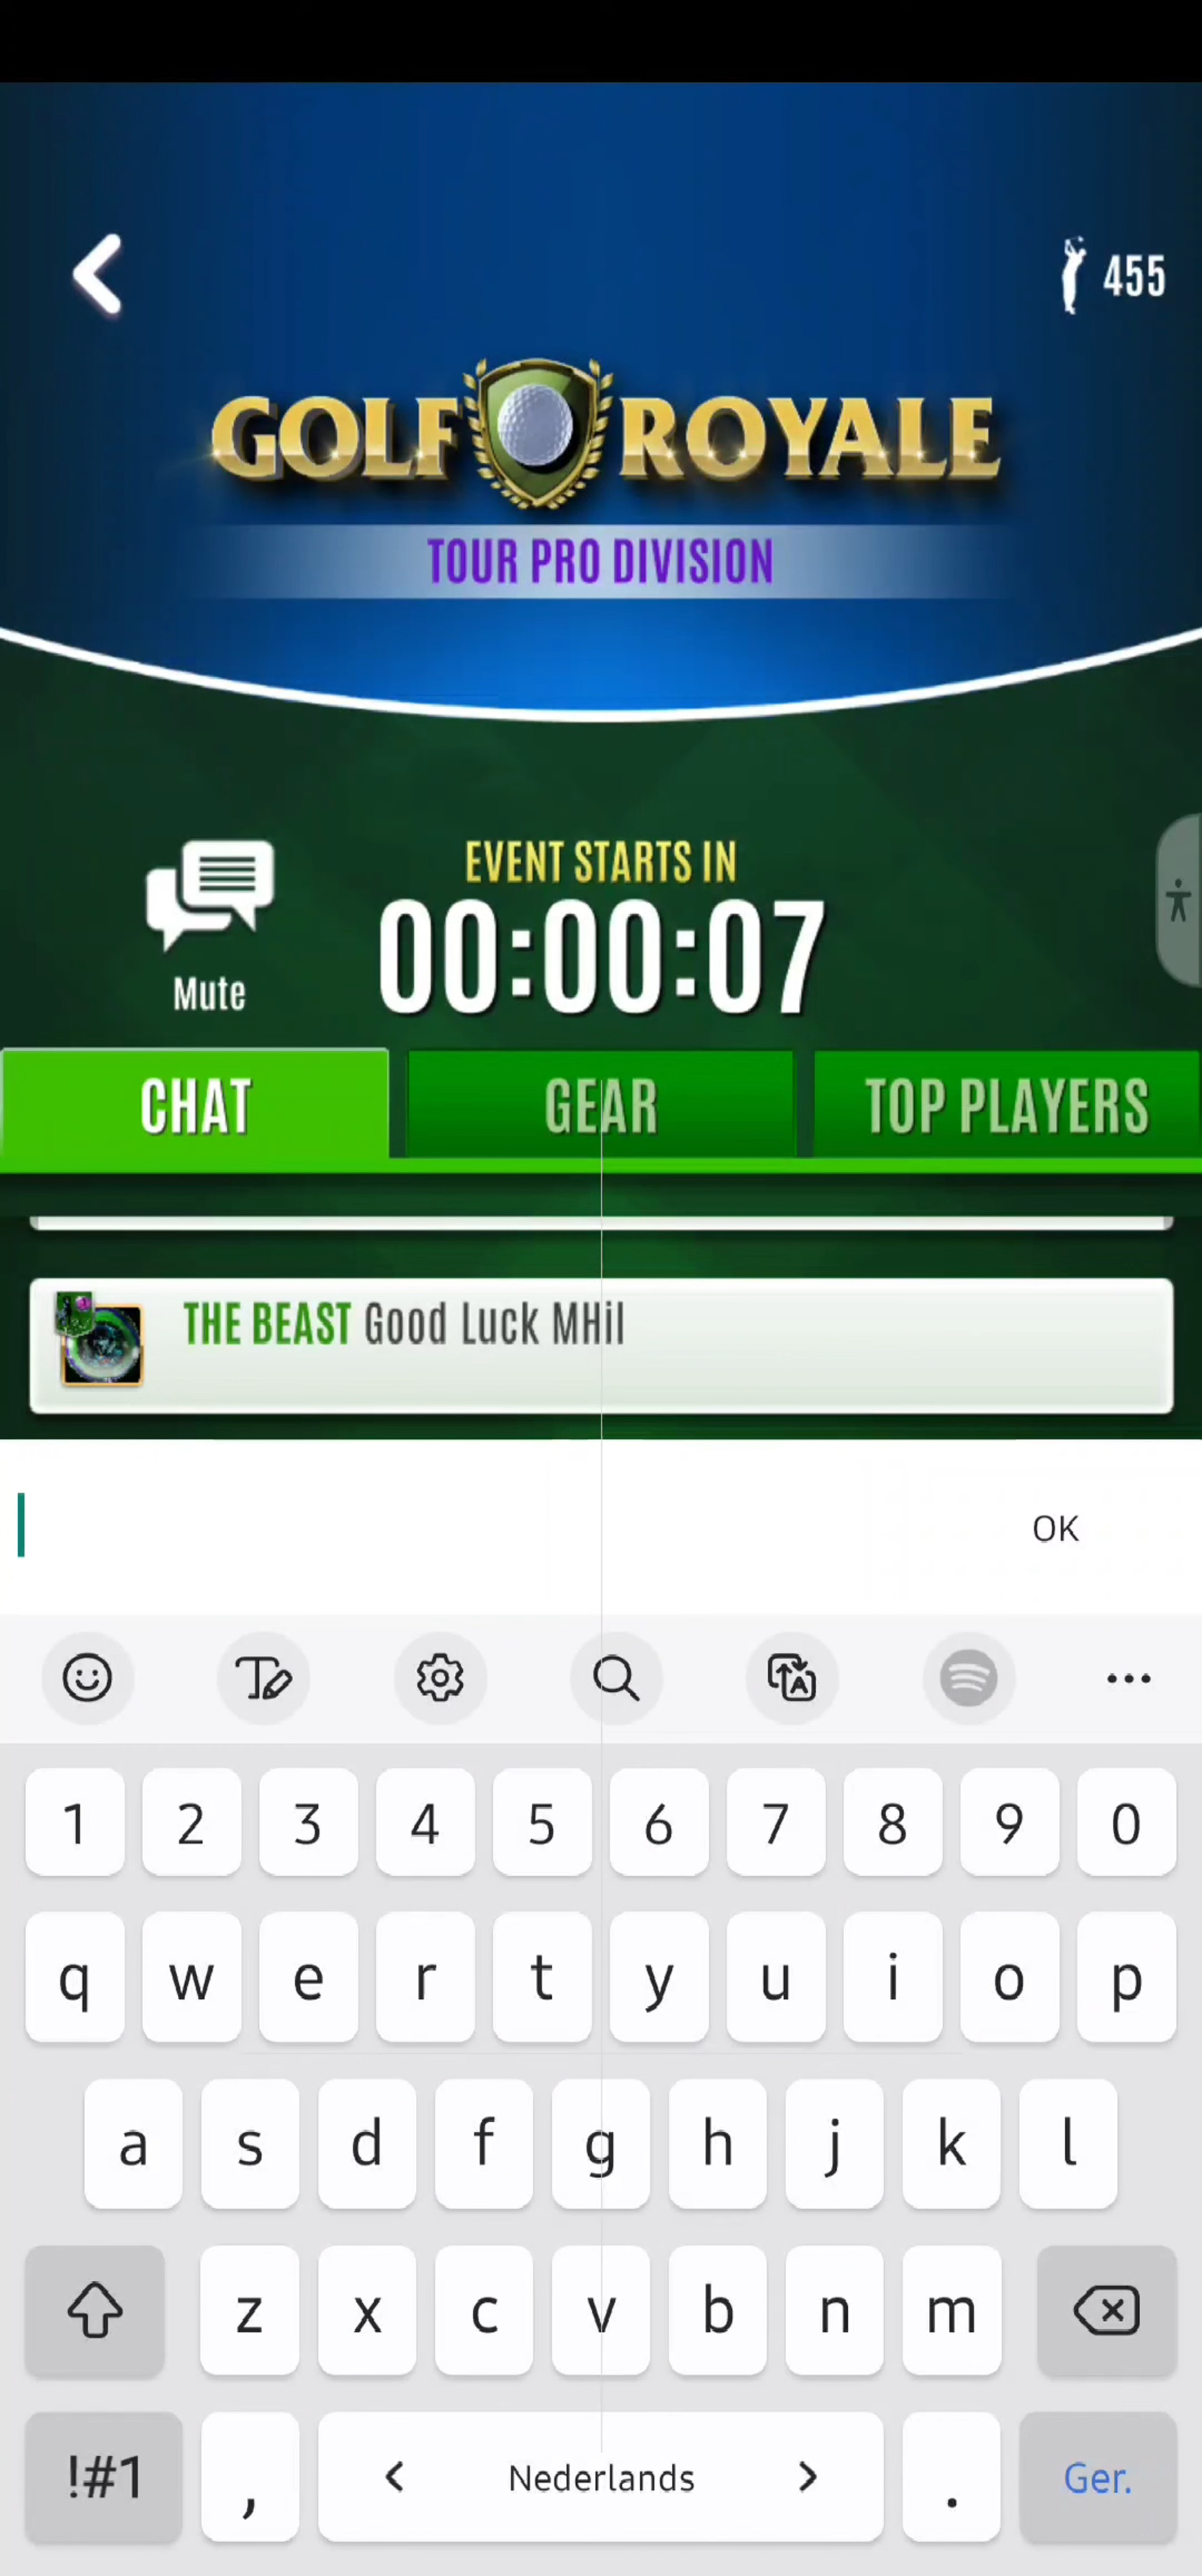 455
GOLF ROYALE
TOUR PRO DIVISION
EVENT STARTS IN
00:00:07
Mute
CHAT GEAR TOP PLAYERS
THE BEAST Good Luck MHil
OK
1 2 3 4 5 6 7 8 9 0
q w e r t y u i o p
a s d f g h j k l
z x c v b n m
!#1 , < Nederlands > . Ger.